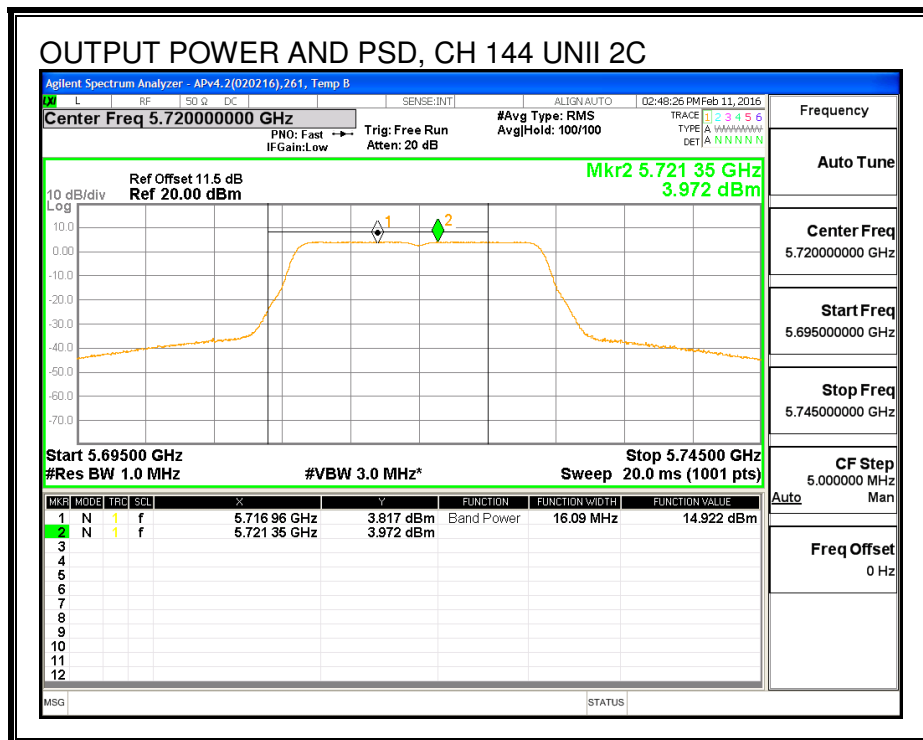 OUTPUT POWER AND PSD, CH 144 UNII 2C
Agilent Spectrum Analyzer - APv4.2(020216),261, Temp B
LXI L RF 50 Ω DC SENSE:INT ALIGN AUTO 02:48:26 PM Feb 11, 2016
Center Freq 5.720000000 GHz
PNO: Fast
IFGain:Low
Trig: Free Run
Atten: 20 dB
#Avg Type: RMS
Avg|Hold: 100/100
TRACE 1 2 3 4 5 6
TYPE A WWWWW
DET A N N N N N
Frequency
Auto Tune
Center Freq
5.720000000 GHz
Start Freq
5.695000000 GHz
Stop Freq
5.745000000 GHz
CF Step
5.000000 MHz
Auto Man
Freq Offset
0 Hz
Mkr2 5.721 35 GHz
3.972 dBm
Ref Offset 11.5 dB
10 dB/div Ref 20.00 dBm
Log
10.0
0.00
-10.0
-20.0
-30.0
-40.0
-50.0
-60.0
-70.0
1
2
Start 5.69500 GHz Stop 5.74500 GHz
#Res BW 1.0 MHz #VBW 3.0 MHz* Sweep 20.0 ms (1001 pts)
MKR MODE TRC SCL X Y FUNCTION FUNCTION WIDTH FUNCTION VALUE
1 N 1 f 5.716 96 GHz 3.817 dBm Band Power 16.09 MHz 14.922 dBm
2 N 1 f 5.721 35 GHz 3.972 dBm
3
4
5
6
7
8
9
10
11
12
MSG STATUS